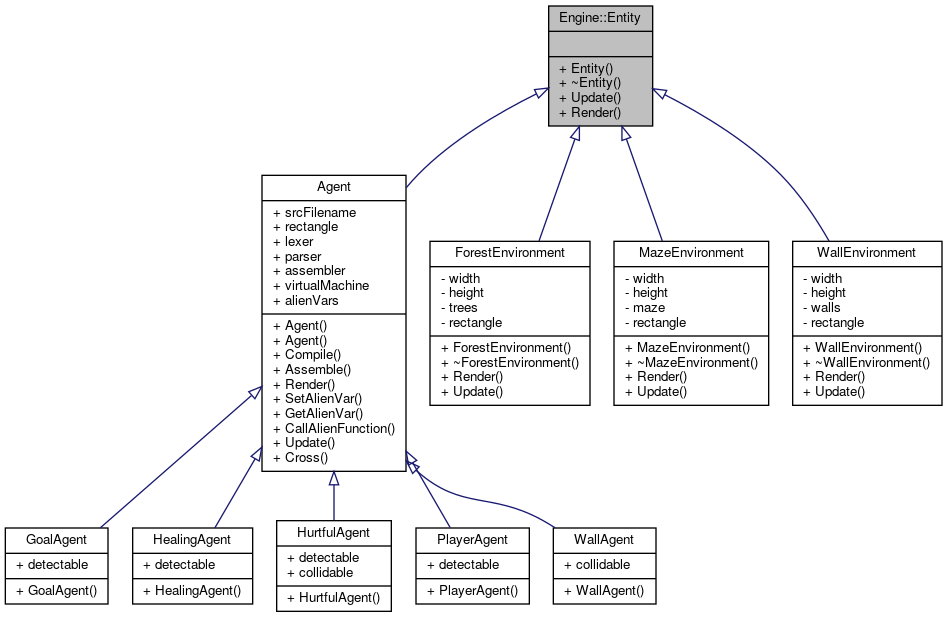 Engine::Entity
+ Entity()
+ ~Entity()
+ Update()
+ Render()
Agent
+ srcFilename
+ rectangle
+ lexer
+ parser
+ assembler
+ virtualMachine
+ alienVars
+ Agent()
+ Agent()
+ Compile()
+ Assemble()
+ Render()
+ SetAlienVar()
+ GetAlienVar()
+ CallAlienFunction()
+ Update()
+ Cross()
ForestEnvironment
- width
- height
- trees
- rectangle
+ ForestEnvironment()
+ ~ForestEnvironment()
+ Render()
+ Update()
MazeEnvironment
- width
- height
- maze
- rectangle
+ MazeEnvironment()
+ ~MazeEnvironment()
+ Render()
+ Update()
WallEnvironment
- width
- height
- walls
- rectangle
+ WallEnvironment()
+ ~WallEnvironment()
+ Render()
+ Update()
GoalAgent
+ detectable
+ GoalAgent()
HealingAgent
+ detectable
+ HealingAgent()
HurtfulAgent
+ detectable
+ collidable
+ HurtfulAgent()
PlayerAgent
+ detectable
+ PlayerAgent()
WallAgent
+ collidable
+ WallAgent()